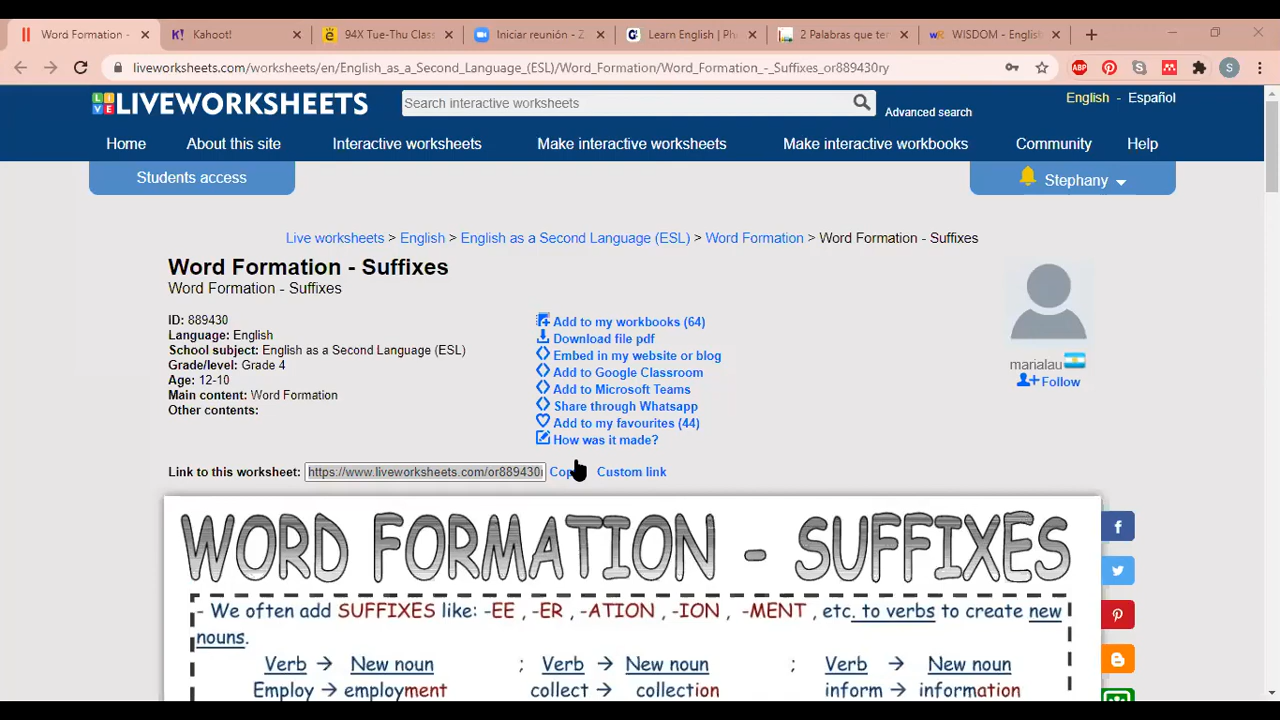 Word Formation -
Kahoot!
94X Tue-Thu Clas
Iniciar reunión - Z
Learn English | Phr
2 Palabras que ter
WISDOM - English
liveworksheets.com/worksheets/en/English_as_a_Second_Language_(ESL)/Word_Formation/Word_Formation_-_Suffixes_or889430ry
ABP
S
LIVEWORKSHEETS
Search interactive worksheets
Advanced search
English - Español
Home
About this site
Interactive worksheets
Make interactive worksheets
Make interactive workbooks
Community
Help
Students access
Stephany
Live worksheets > English > English as a Second Language (ESL) > Word Formation > Word Formation - Suffixes
Word Formation - Suffixes
Word Formation - Suffixes
ID: 889430
Language: English
School subject: English as a Second Language (ESL)
Grade/level: Grade 4
Age: 12-10
Main content: Word Formation
Other contents:
Add to my workbooks (64)
Download file pdf
Embed in my website or blog
Add to Google Classroom
Add to Microsoft Teams
Share through Whatsapp
Add to my favourites (44)
How was it made?
marialau
Follow
Link to this worksheet: https://www.liveworksheets.com/or889430 Custom link
WORD FORMATION - SUFFIXES
- We often add SUFFIXES like: -EE , -ER , -ATION , -ION , -MENT , etc. to verbs to create new
nouns.
Verb → New noun ; Verb → New noun ; Verb → New noun
Employ → employment collect → collection inform → information